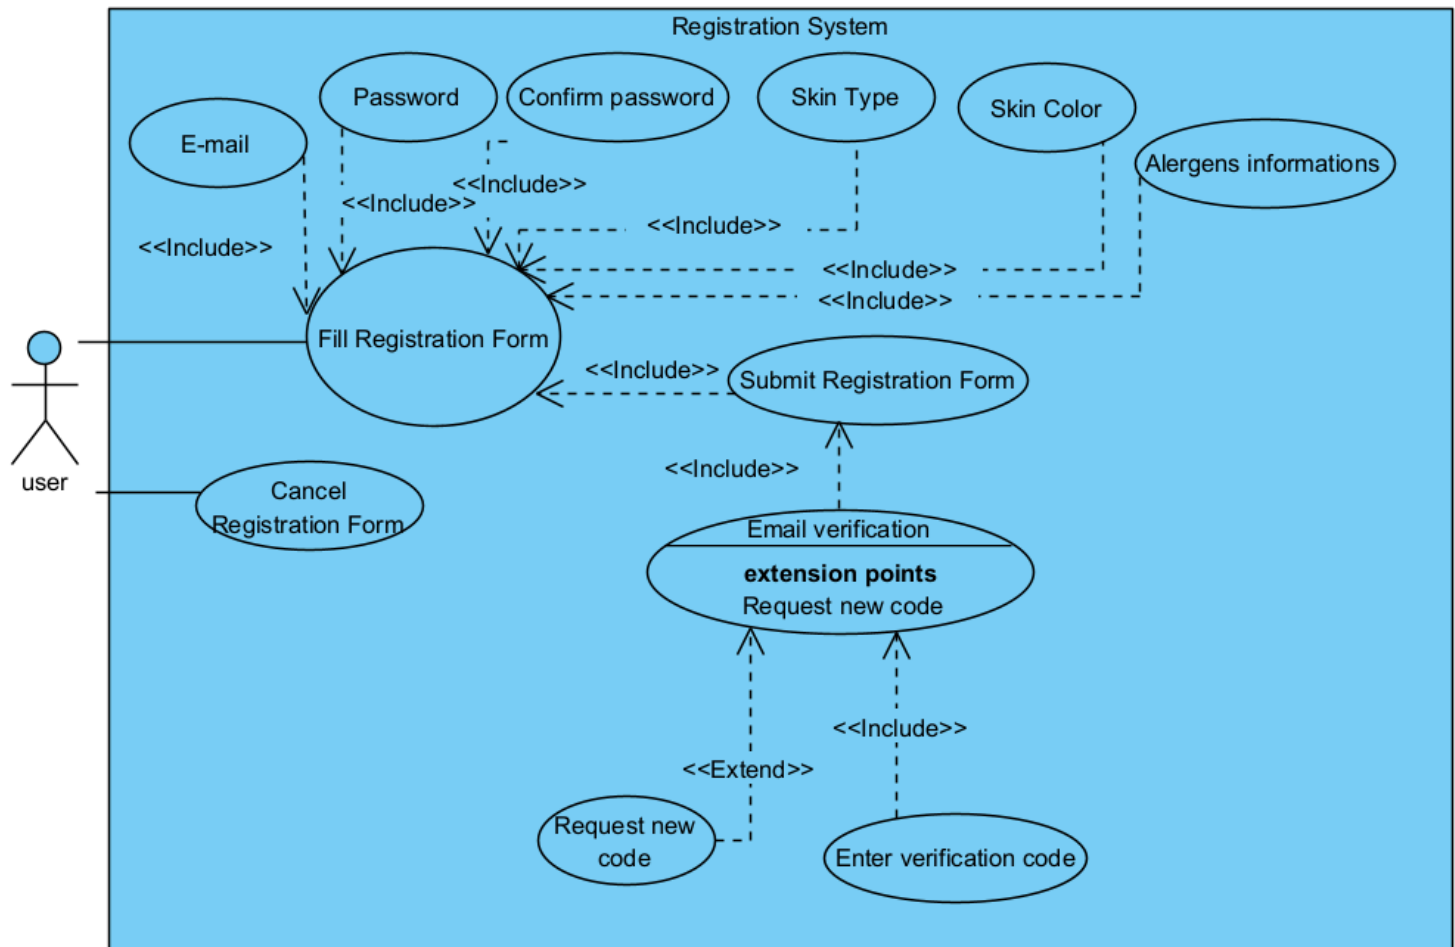 Registration System
E-mail
Password
Confirm password
Skin Type
Skin Color
Alergens informations
<<Include>>
<<Include>>
<<Include>>
<<Include>>
<<Include>>
<<Include>>
Fill Registration Form
<<Include>>
Submit Registration Form
user
Cancel
Registration Form
<<Include>>
Email verification
extension points
Request new code
<<Extend>>
<<Include>>
Request new
code
Enter verification code